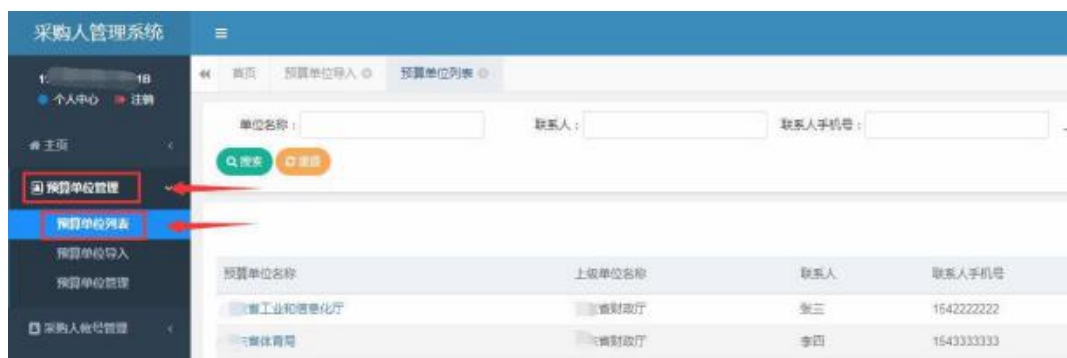 采购人管理系统
个人中心 注销
首页 预算单位导入 预算单位列表
单位名称： 联系人： 联系人手机号：
搜索 重置
主页
预算单位管理
预算单位列表
预算单位导入
预算单位管理
采购人帐号管理
预算单位名称 上级单位名称 联系人 联系人手机号
省工业和信息化厅 省财政厅 张三 1542222222
省体育局 省财政厅 李四 1543333333